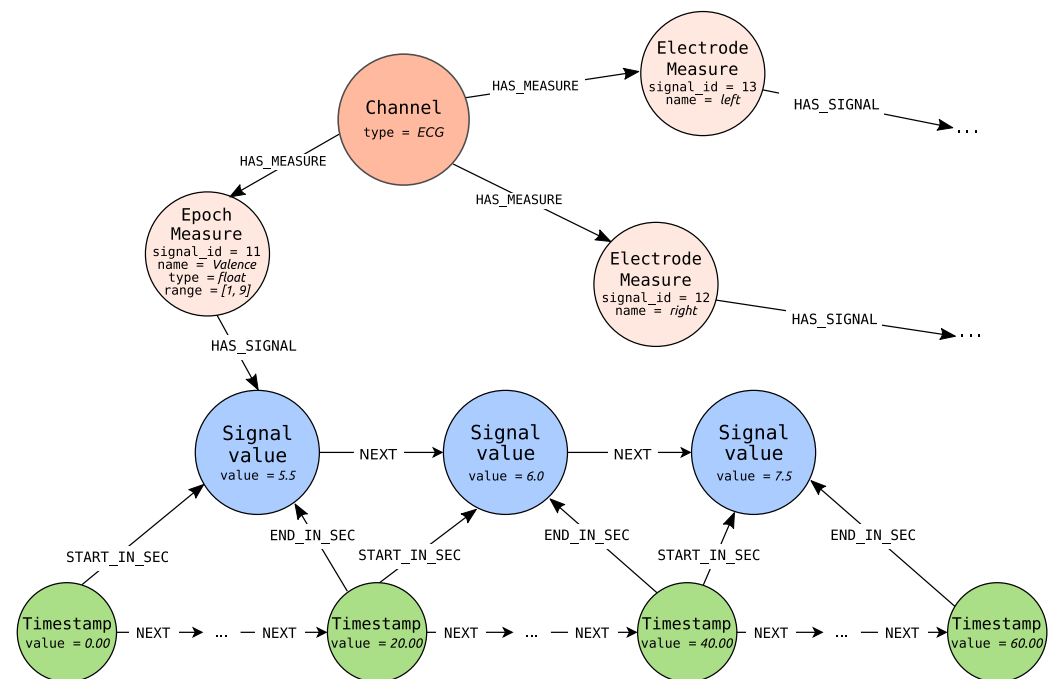 Electrode
Measure
signal_id = 13
name = left
HAS_MEASURE
HAS_SIGNAL
...
Channel
type = ECG
HAS_MEASURE
HAS_MEASURE
Epoch
Measure
signal_id = 11
name = Valence
type = float
range = [1, 9]
Electrode
Measure
signal_id = 12
name = right
HAS_SIGNAL
...
HAS_SIGNAL
Signal
value
value = 5.5
NEXT
Signal
value
value = 6.0
NEXT
Signal
value
value = 7.5
START_IN_SEC
END_IN_SEC
START_IN_SEC
END_IN_SEC
START_IN_SEC
END_IN_SEC
Timestamp
value = 0.00
NEXT
...
NEXT
Timestamp
value = 20.00
NEXT
...
NEXT
Timestamp
value = 40.00
NEXT
...
NEXT
Timestamp
value = 60.00